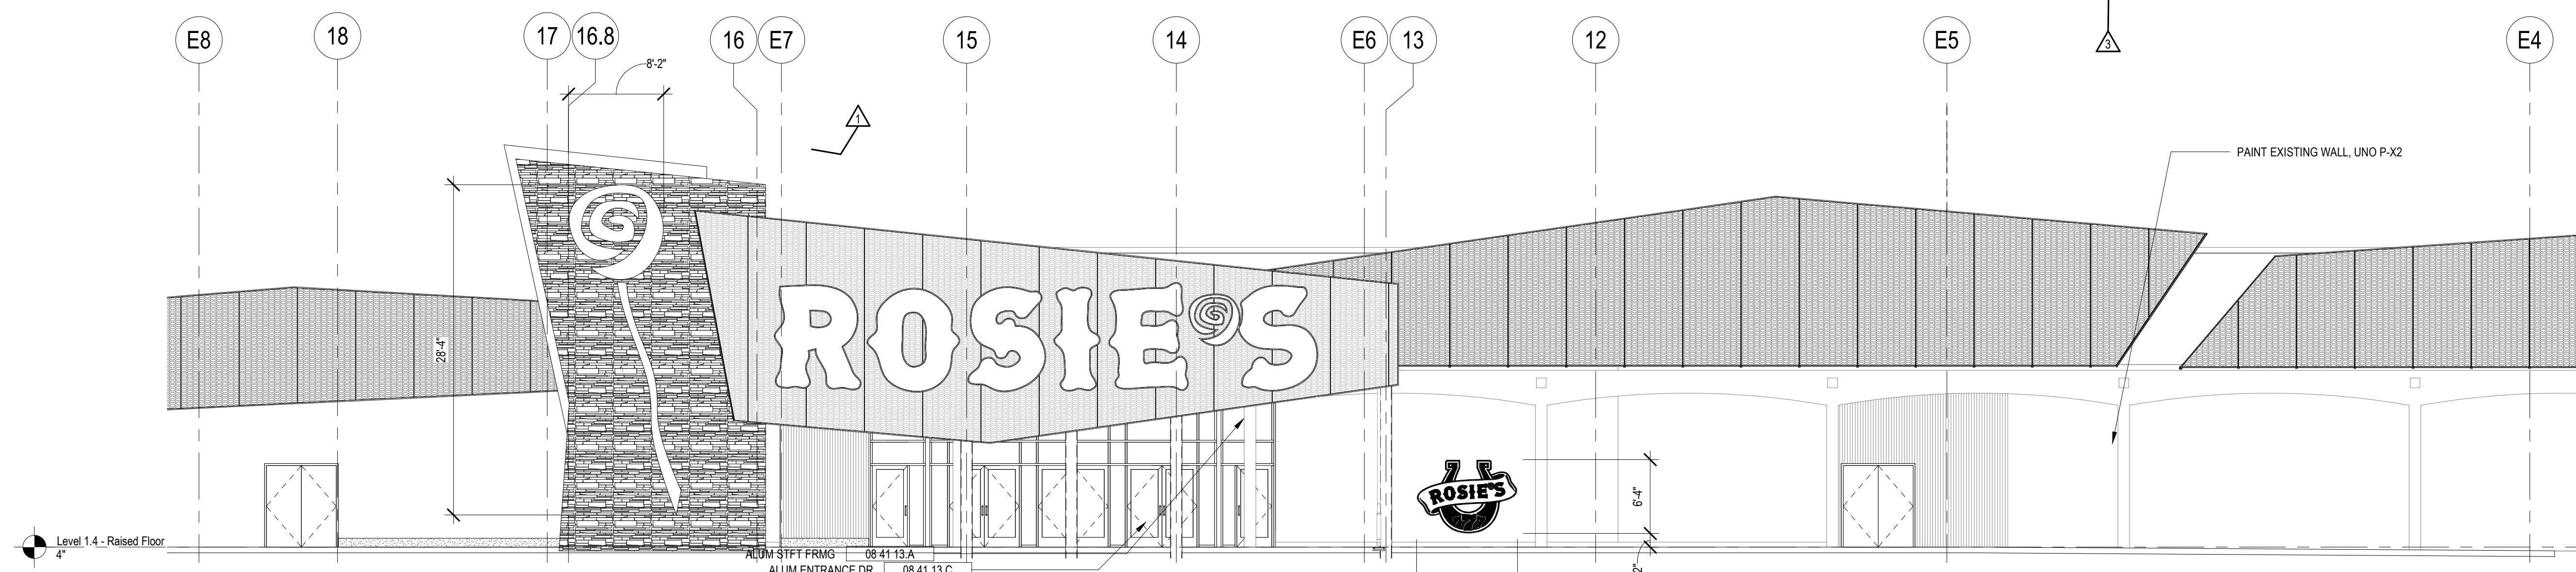 E8
18
17
16.8
16
E7
15
14
E6
13
12
E5
E4
8'-2"
1
3
PAINT EXISTING WALL, UNO P-X2
28'-4"
ROSIE'S
ROSIE'S
777
6'-4"
Level 1.4 - Raised Floor
4"
ALUM STFT FRMG 08 41 13.A
ALUM ENTRANCE DR 08 41 13.C